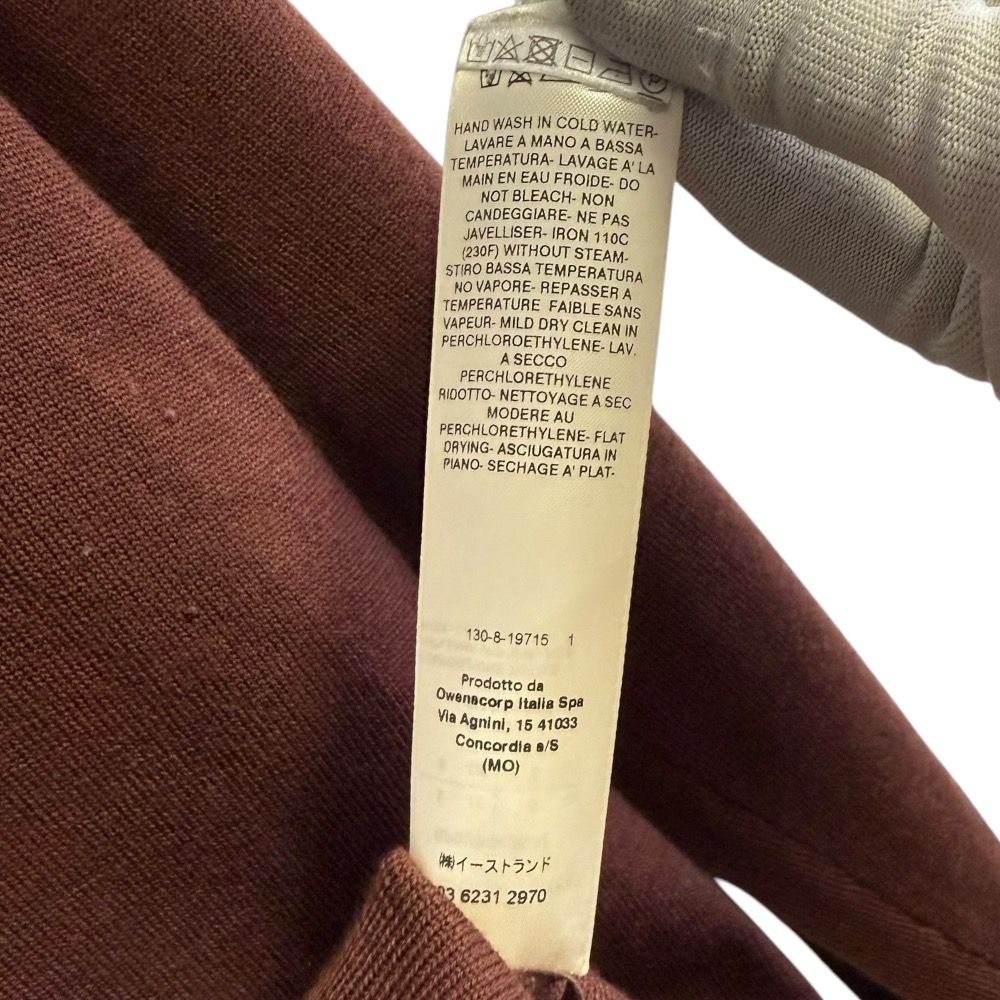 HAND WASH IN COLD WATER-
LAVARE A MANO A BASSA
TEMPERATURA- LAVAGE A' LA
MAIN EN EAU FROIDE- DO
NOT BLEACH- NON
CANDEGGIARE- NE PAS
JAVELLISER- IRON 110C
(230F) WITHOUT STEAM-
STIRO BASSA TEMPERATURA
NO VAPORE- REPASSER A
TEMPERATURE FAIBLE SANS
VAPEUR- MILD DRY CLEAN IN
PERCHLOROETHYLENE- LAV.
A SECCO
PERCHLORETHYLENE
RIDOTTO- NETTOYAGE A SEC
MODERE AU
PERCHLORETHYLENE- FLAT
DRYING- ASCIUGATURA IN
PIANO- SECHAGE A' PLAT-
130-8-19715 1
Prodotto da
Owenscorp Italia Spa
Via Agnini, 15 41033
Concordia s/S
(MO)
㈱イーストランド
03 6231 2970